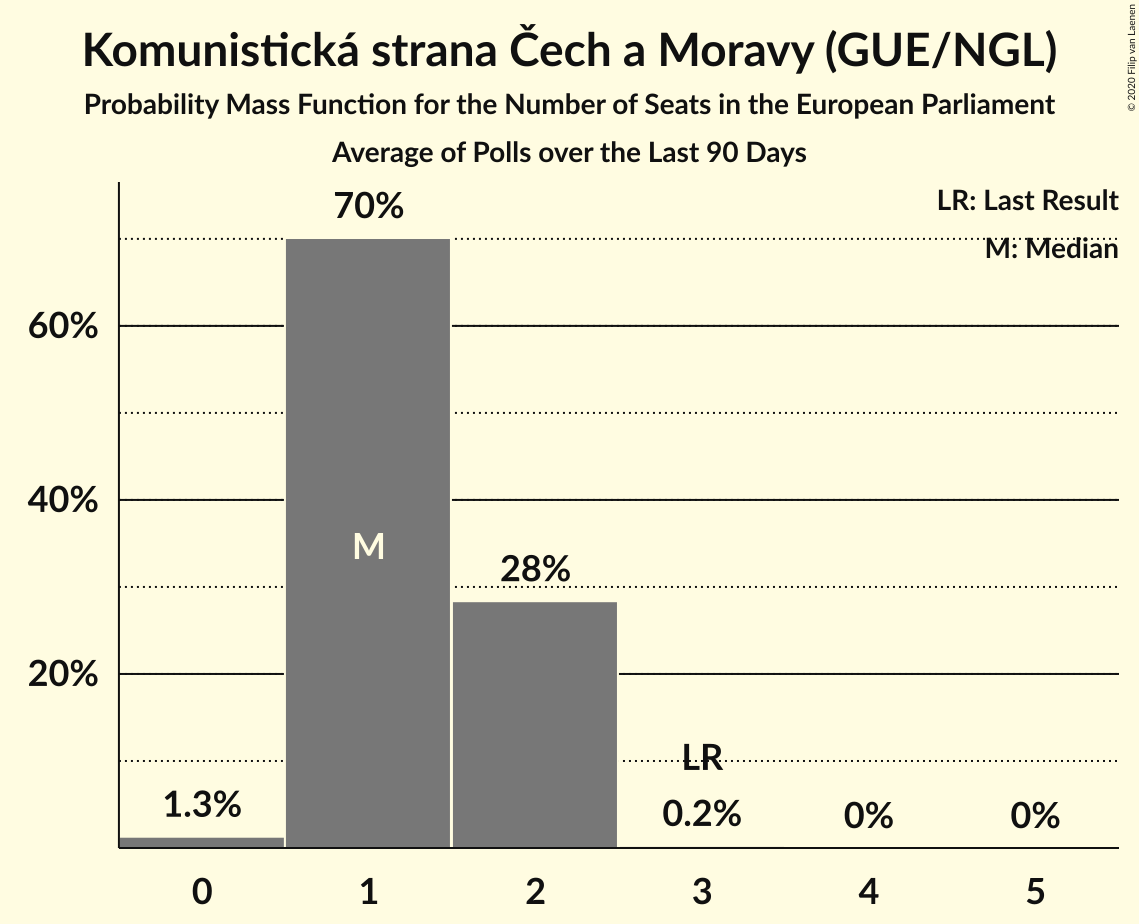 Komunistická strana Čech a Moravy (GUE/NGL)
Probability Mass Function for the Number of Seats in the European Parliament
Average of Polls over the Last 90 Days
© 2020 Filip van Laenen
LR: Last Result
M: Median
70%
60%
40%
20%
M
28%
LR
1.3%
0.2%
0%
0%
0
1
2
3
4
5